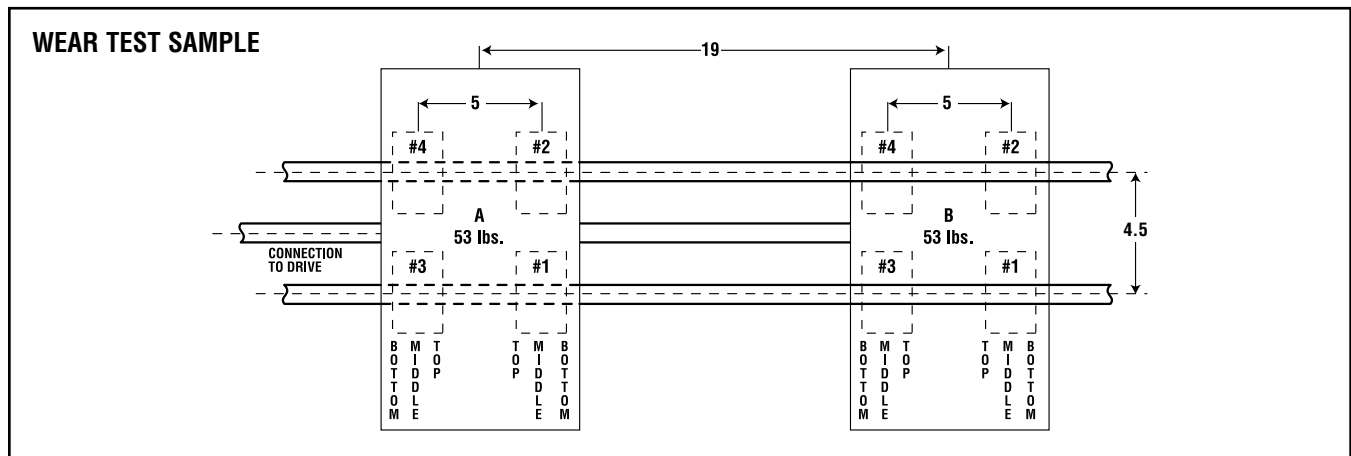 WEAR TEST SAMPLE
19
5
5
#4
#2
#4
#2
A
53 lbs.
B
53 lbs.
4.5
CONNECTION
TO DRIVE
#3
#1
#3
#1
BOTTOM
MIDDLE
TOP
TOP
MIDDLE
BOTTOM
BOTTOM
MIDDLE
TOP
TOP
MIDDLE
BOTTOM